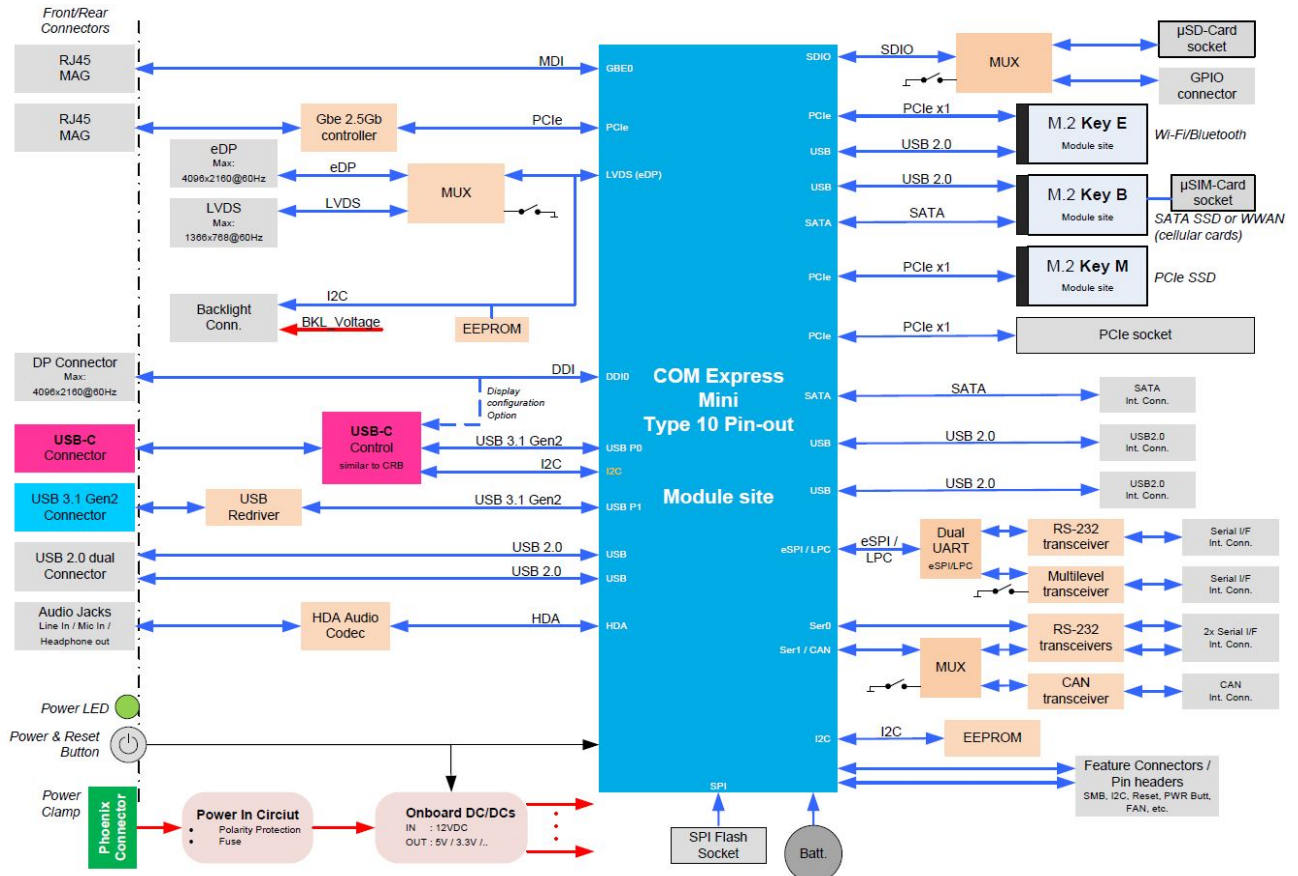 Front/Rear
Connectors
RJ45
MAG
MDI
GBE0
RJ45
MAG
Gbe 2.5Gb
controller
PCIe
PCIe
eDP
Max:
4096x2160@60Hz
eDP
MUX
LVDS (eDP)
LVDS
Max:
1366x768@60Hz
LVDS
Backlight
Conn.
I2C
BKL_Voltage
EEPROM
DP Connector
Max:
4096x2160@60Hz
DDI
DDI0
Display
configuration
Option
USB-C
Connector
USB-C
Control
similar to CRB
USB 3.1 Gen2
USB P0
I2C
I2C
USB 3.1 Gen2
Connector
USB
Redriver
USB 3.1 Gen2
USB P1
USB 2.0 dual
Connector
USB 2.0
USB
USB 2.0
USB
Audio Jacks
Line In / Mic In /
Headphone out
HDA Audio
Codec
HDA
HDA
Power LED
Power & Reset
Button
Power
Clamp
Phoenix
Connector
Power In Circiut
• Polarity Protection
• Fuse
Onboard DC/DCs
IN : 12VDC
OUT : 5V / 3.3V /..
COM Express
Mini
Type 10 Pin-out
Module site
SPI
SPI Flash
Socket
Batt.
SDIO
SDIO
MUX
µSD-Card
socket
GPIO
connector
PCIe
PCIe x1
USB
USB 2.0
M.2 Key E
Module site
Wi-Fi/Bluetooth
USB
USB 2.0
SATA
SATA
M.2 Key B
Module site
µSIM-Card
socket
SATA SSD or WWAN
(cellular cards)
PCIe
PCIe x1
M.2 Key M
Module site
PCIe SSD
PCIe
PCIe x1
PCIe socket
SATA
SATA
SATA
Int. Conn.
USB
USB 2.0
USB2.0
Int. Conn.
USB
USB 2.0
USB2.0
Int. Conn.
eSPI / LPC
eSPI /
LPC
Dual
UART
eSPI/LPC
RS-232
transceiver
Serial I/F
Int. Conn.
Multilevel
transceiver
Serial I/F
Int. Conn.
Ser0
Ser1 / CAN
MUX
RS-232
transceivers
2x Serial I/F
Int. Conn.
CAN
transceiver
CAN
Int. Conn.
I2C
I2C
EEPROM
Feature Connectors /
Pin headers
SMB, I2C, Reset, PWR Butt,
FAN, etc.